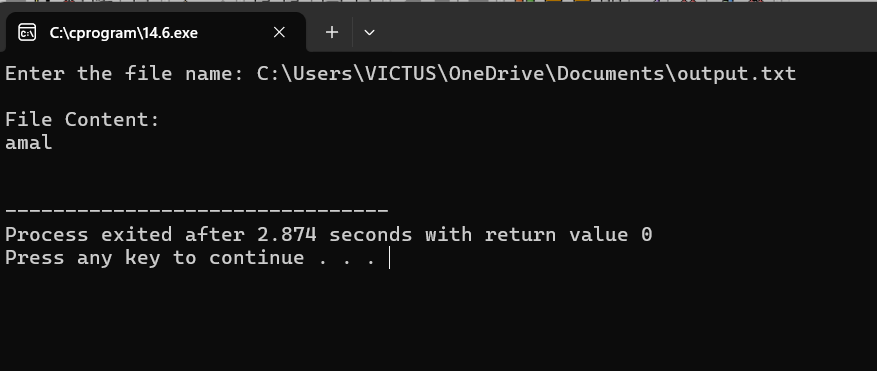 C:\cprogram\14.6.exe
Enter the file name: C:\Users\VICTUS\OneDrive\Documents\output.txt
File Content:
amal
--------------------------------
Process exited after 2.874 seconds with return value 0
Press any key to continue . . .